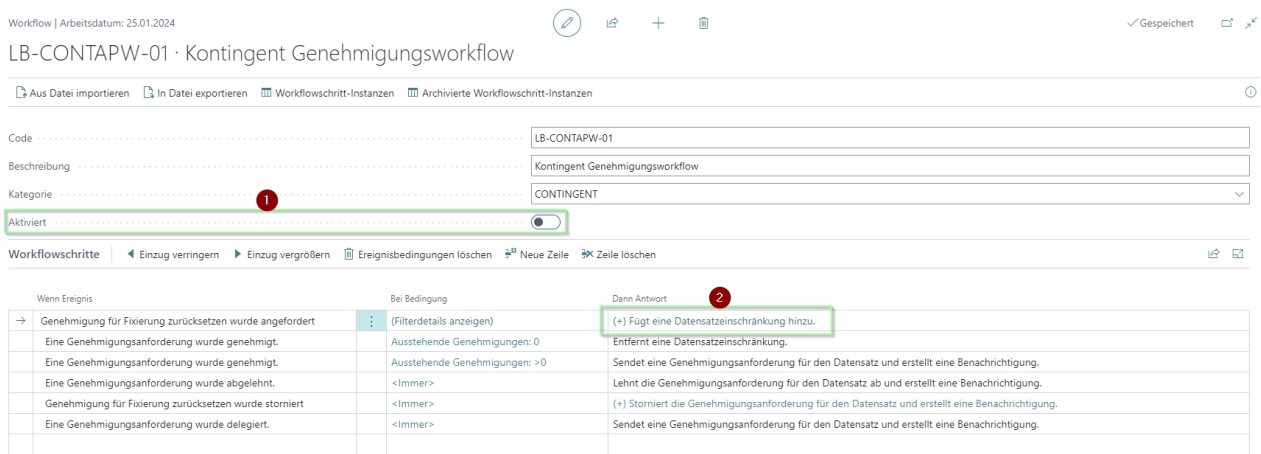 Workflow | Arbeitsdatum: 25.01.2024
Gespeichert
LB-CONTAPW-01 · Kontingent Genehmigungsworkflow
Aus Datei importieren In Datei exportieren Workflowschritt-Instanzen Archivierte Workflowschritt-Instanzen
Code LB-CONTAPW-01
Beschreibung Kontingent Genehmigungsworkflow
Kategorie CONTINGENT
1
Aktiviert
Workflowschritte Einzug verringern Einzug vergrößern Ereignisbedingungen löschen Neue Zeile Zeile löschen
Wenn Ereignis Bei Bedingung Dann Antwort 2
Genehmigung für Fixierung zurücksetzen wurde angefordert (Filterdetails anzeigen) (+) Fügt eine Datensatzeinschränkung hinzu.
Eine Genehmigungsanforderung wurde genehmigt. Ausstehende Genehmigungen: 0 Entfernt eine Datensatzeinschränkung.
Eine Genehmigungsanforderung wurde genehmigt. Ausstehende Genehmigungen: >0 Sendet eine Genehmigungsanforderung für den Datensatz und erstellt eine Benachrichtigung.
Eine Genehmigungsanforderung wurde abgelehnt. <Immer> Lehnt die Genehmigungsanforderung für den Datensatz ab und erstellt eine Benachrichtigung.
Genehmigung für Fixierung zurücksetzen wurde storniert <Immer> (+) Storniert die Genehmigungsanforderung für den Datensatz und erstellt eine Benachrichtigung.
Eine Genehmigungsanforderung wurde delegiert. <Immer> Sendet eine Genehmigungsanforderung für den Datensatz und erstellt eine Benachrichtigung.